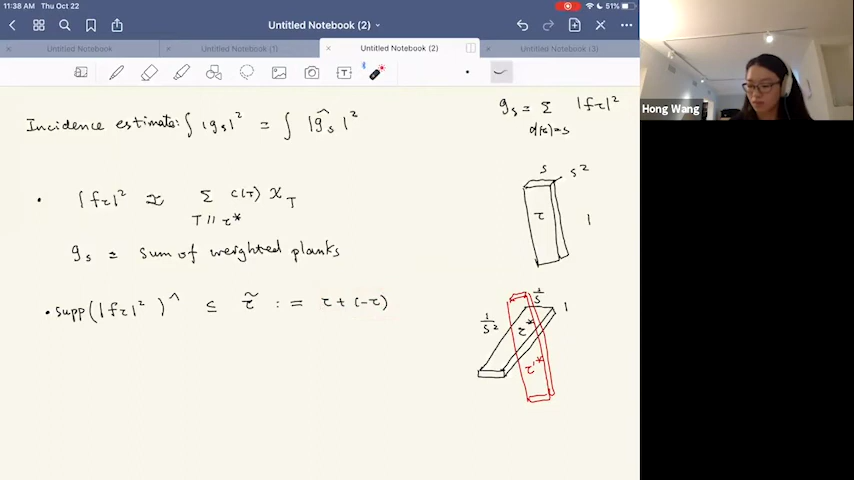 11:38 AM Thu Oct 22
51%
Untitled Notebook (2)
Untitled Notebook
Untitled Notebook (1)
Untitled Notebook (2)
Untitled Notebook (3)
Hong Wang
g_s = Σ |f_τ|²
d(τ)=s
Incidence estimate: ∫ |g_s|² = ∫ |ĝ_s|²
• |f_τ|² ≈ Σ c(T) χ_T
T // τ*
g_s = sum of weighted planks
• supp(|f_τ|²)^ ⊆ τ̃ := τ + (-τ)
s
s²
τ
1
1/s
1
1/s²
τ*
τ'*